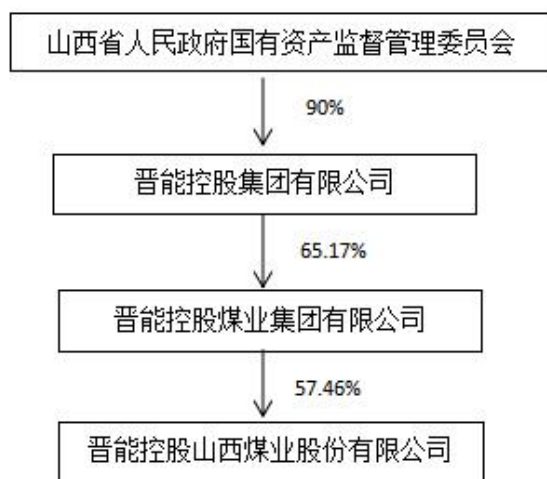 山西省人民政府国有资产监督管理委员会
90%
晋能控股集团有限公司
65.17%
晋能控股煤业集团有限公司
57.46%
晋能控股山西煤业股份有限公司